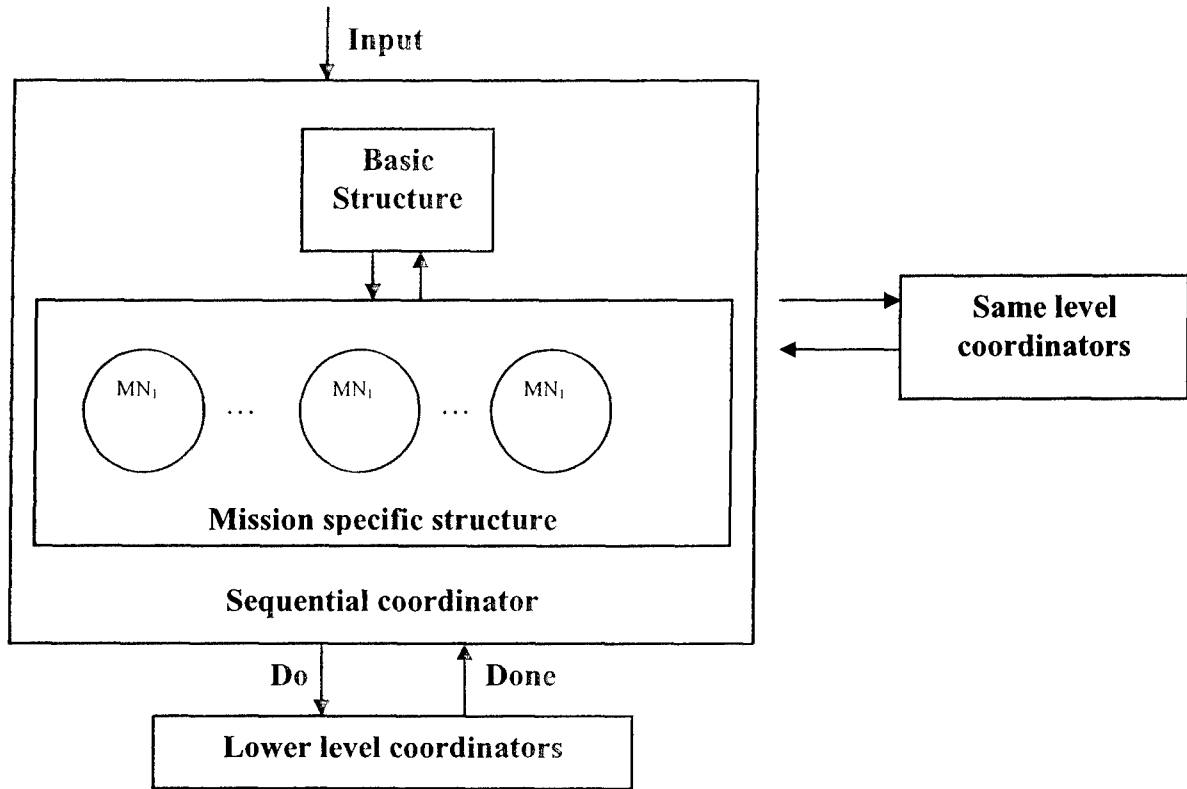 Input
Basic
Structure
Same level
coordinators
MN₁ ... MN₁ ... MN₁
Mission specific structure
Sequential coordinator
Do
Done
Lower level coordinators